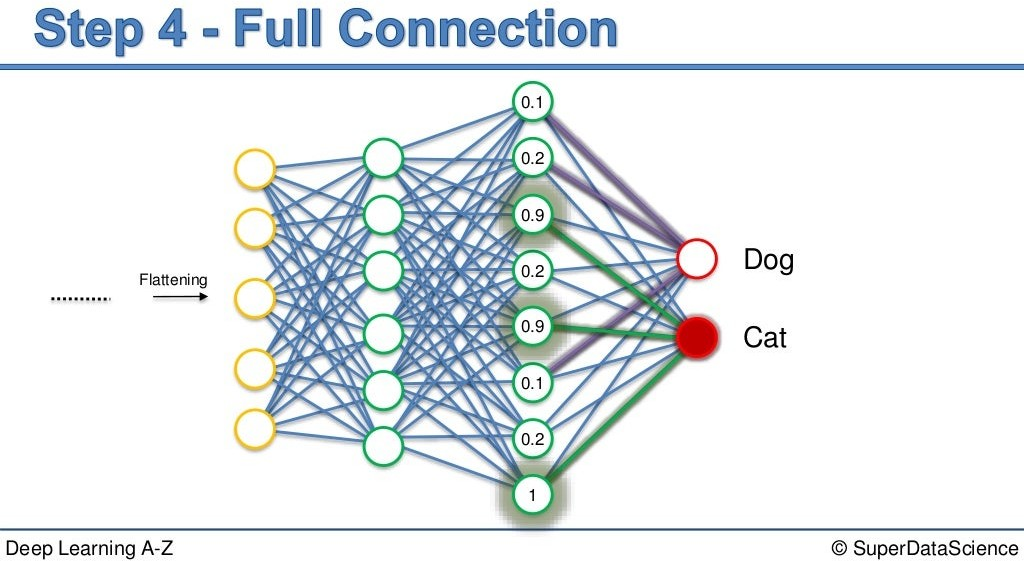 Step 4 - Full Connection
Flattening
0.1
0.2
0.9
0.2
0.9
0.1
0.2
1
Dog
Cat
Deep Learning A-Z
© SuperDataScience